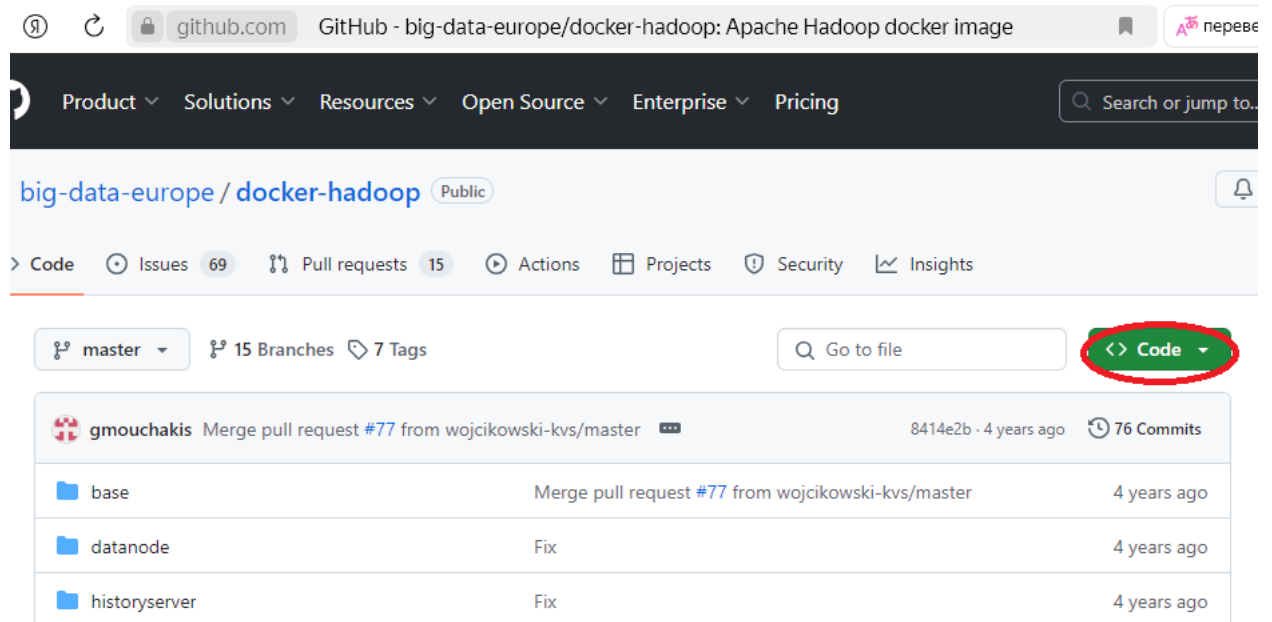 Я github.com GitHub - big-data-europe/docker-hadoop: Apache Hadoop docker image переве
Product Solutions Resources Open Source Enterprise Pricing Search or jump to..
big-data-europe / docker-hadoop Public
Code Issues 69 Pull requests 15 Actions Projects Security Insights
master 15 Branches 7 Tags Go to file <> Code
gmouchakis Merge pull request #77 from wojcikowski-kvs/master 8414e2b · 4 years ago 76 Commits
base Merge pull request #77 from wojcikowski-kvs/master 4 years ago
datanode Fix 4 years ago
historyserver Fix 4 years ago